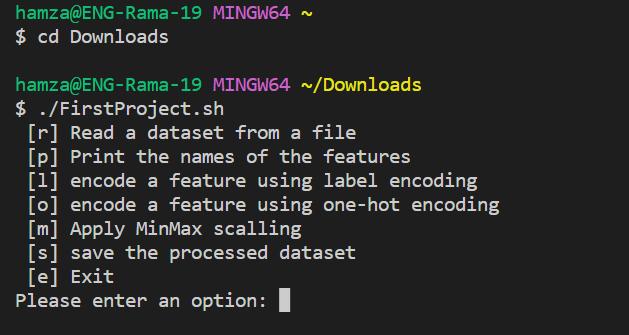 hamza@ENG-Rama-19 MINGW64 ~
$ cd Downloads
hamza@ENG-Rama-19 MINGW64 ~/Downloads
$ ./FirstProject.sh
[r] Read a dataset from a file
[p] Print the names of the features
[l] encode a feature using label encoding
[o] encode a feature using one-hot encoding
[m] Apply MinMax scalling
[s] save the processed dataset
[e] Exit
Please enter an option: